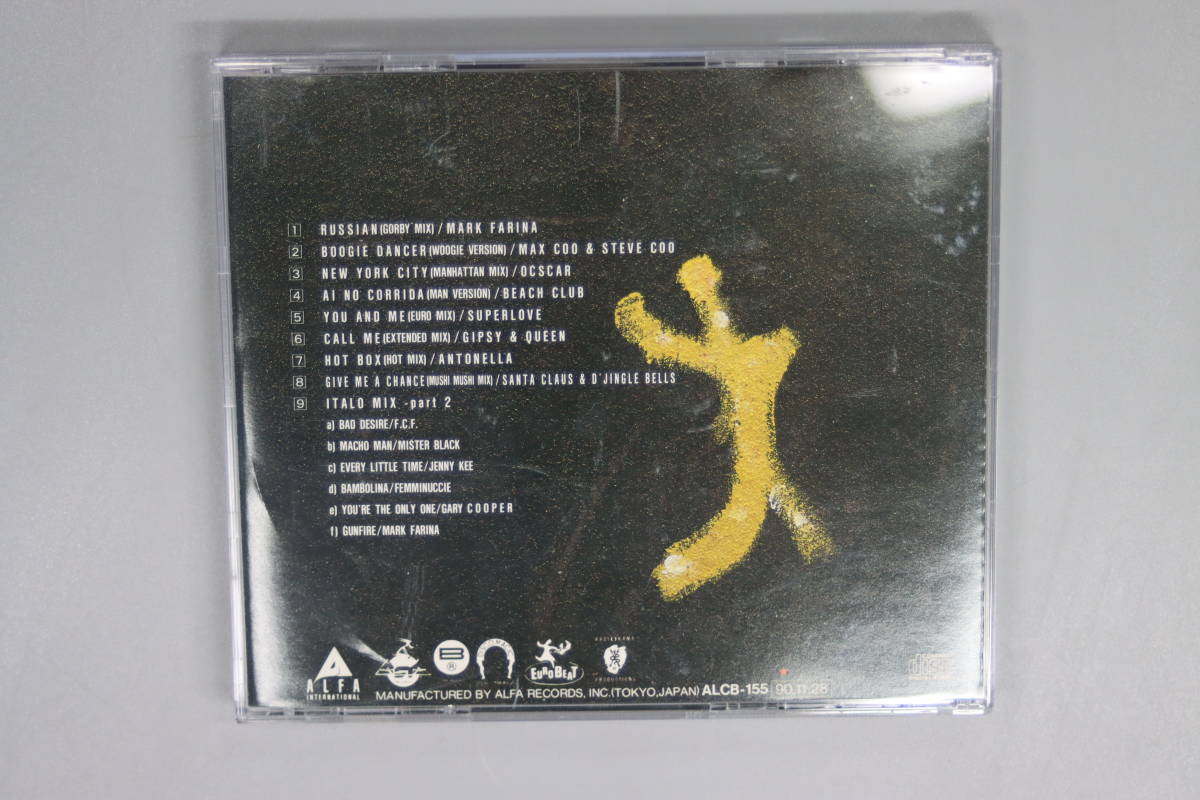 1 RUSSIAN (GORBY MIX) / MARK FARINA
2 BOOGIE DANCER (WOOGIE VERSION) / MAX COO & STEVE COO
3 NEW YORK CITY (MANHATTAN MIX) / OCSCAR
4 AI NO CORRIDA (MAN VERSION) / BEACH CLUB
5 YOU AND ME (EURO MIX) / SUPERLOVE
6 CALL ME (EXTENDED MIX) / GIPSY & QUEEN
7 HOT BOX (HOT MIX) / ANTONELLA
8 GIVE ME A CHANCE (MUSHI MUSHI MIX) / SANTA CLAUS & D'JINGLE BELLS
9 ITALO MIX -part 2
a) BAD DESIRE/F.C.F.
b) MACHO MAN/MISTER BLACK
c) EVERY LITTLE TIME/JENNY KEE
d) BAMBOLINA/FEMMINUCCIE
e) YOU'RE THE ONLY ONE/GARY COOPER
f) GUNFIRE/MARK FARINA
ALFA INTERNATIONAL
B ®
EUROBEAT
PRODUCTIONS
MANUFACTURED BY ALFA RECORDS, INC.(TOKYO,JAPAN) ALCB-155 90.11.28